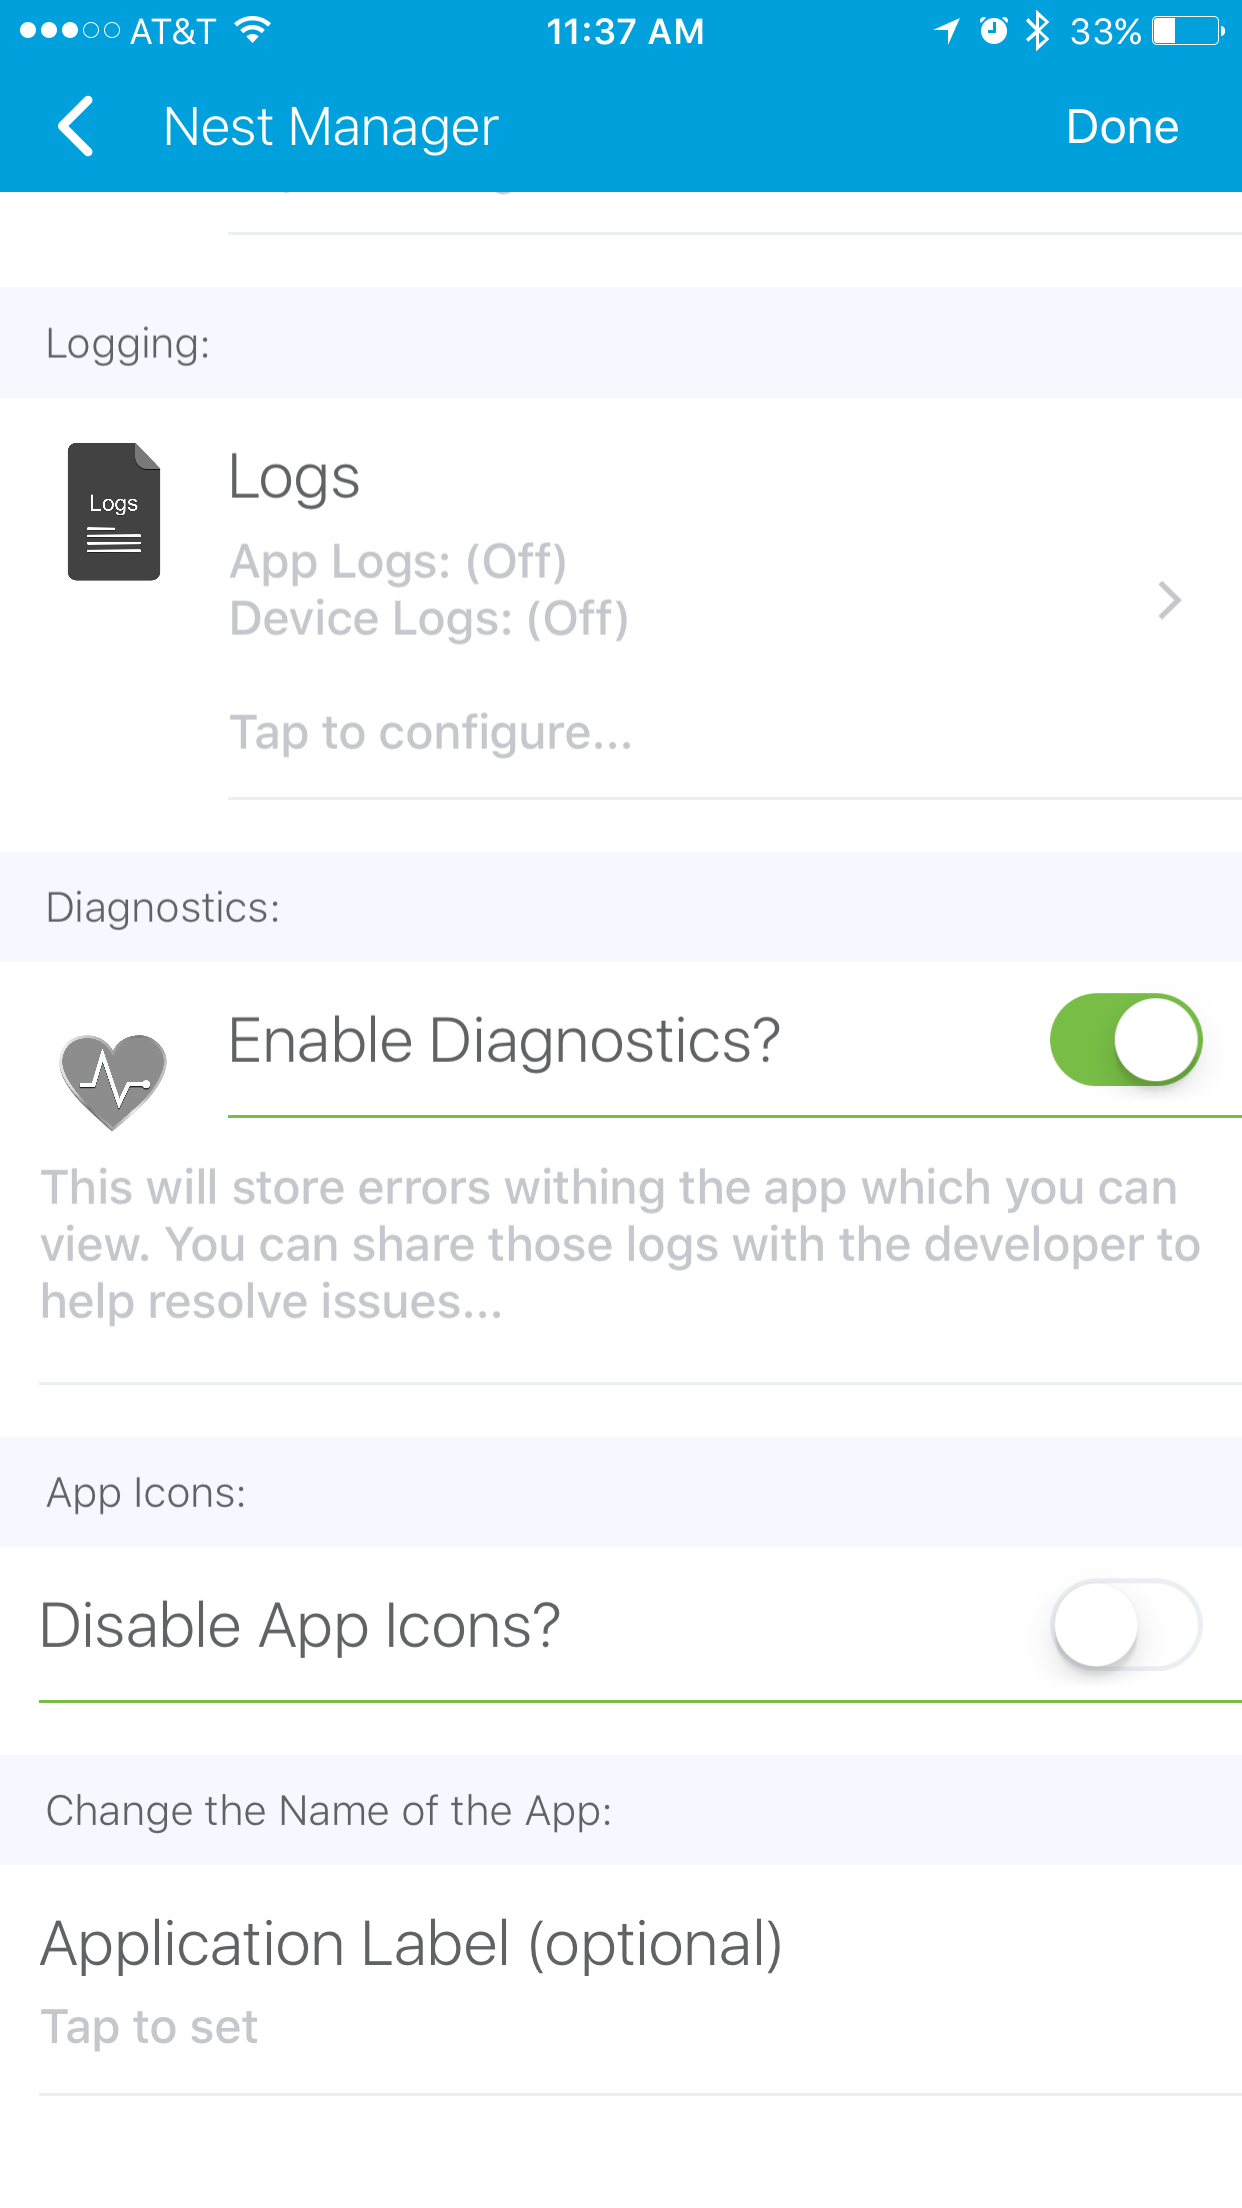 AT&T 11:37 AM 33%
Nest Manager Done
Logging:
Logs
Logs
App Logs: (Off)
Device Logs: (Off)
Tap to configure...
Diagnostics:
Enable Diagnostics?
This will store errors withing the app which you can
view. You can share those logs with the developer to
help resolve issues...
App Icons:
Disable App Icons?
Change the Name of the App:
Application Label (optional)
Tap to set